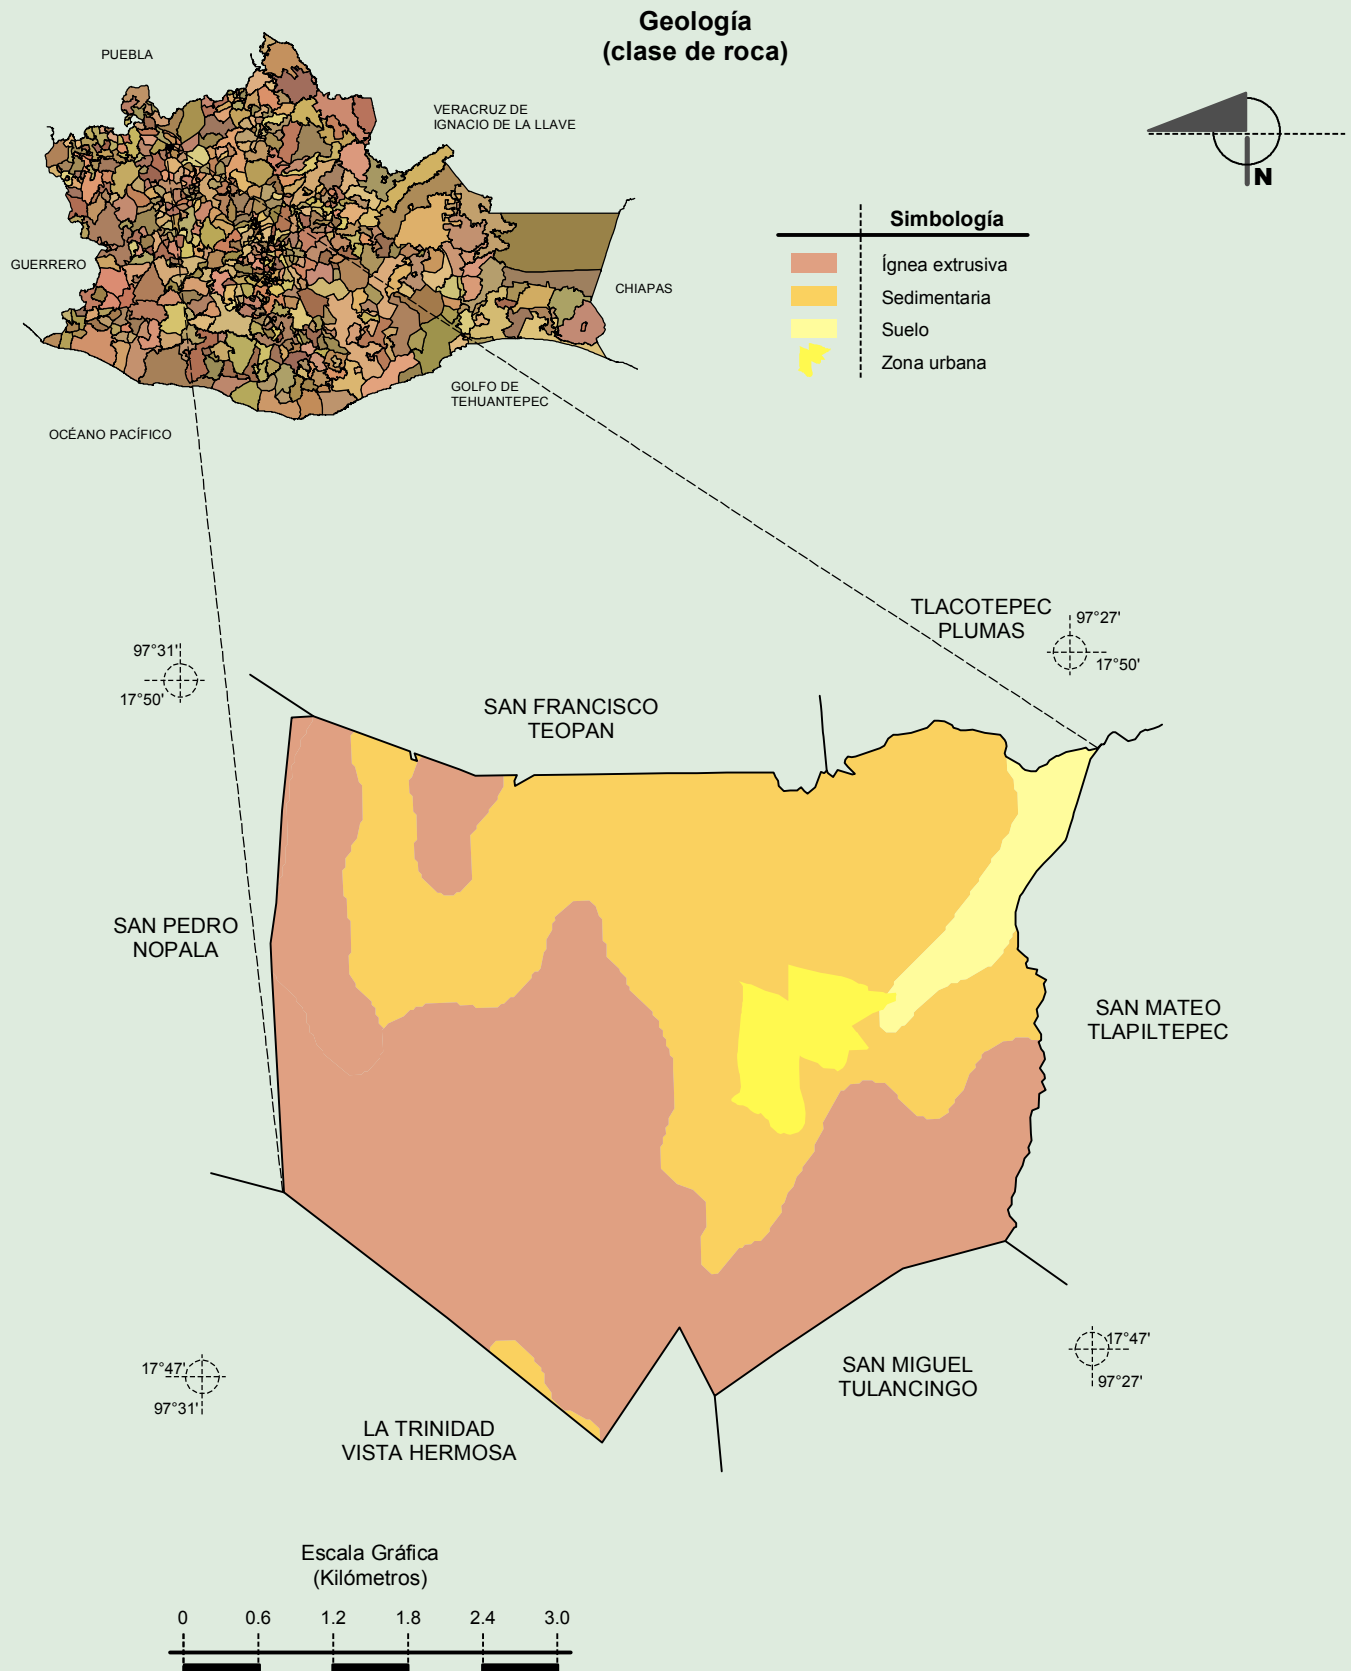 Geología
(clase de roca)
PUEBLA
VERACRUZ DE
IGNACIO DE LA LLAVE
GUERRERO
CHIAPAS
GOLFO DE
TEHUANTEPEC
OCÉANO PACÍFICO
N
Simbología
Ígnea extrusiva
Sedimentaria
Suelo
Zona urbana
TLACOTEPEC
PLUMAS
97°27'
17°50'
97°31'
17°50'
SAN FRANCISCO
TEOPAN
SAN PEDRO
NOPALA
SAN MATEO
TLAPILTEPEC
17°47'
97°27'
SAN MIGUEL
TULANCINGO
17°47'
97°31'
LA TRINIDAD
VISTA HERMOSA
Escala Gráfica
(Kilómetros)
0 0.6 1.2 1.8 2.4 3.0